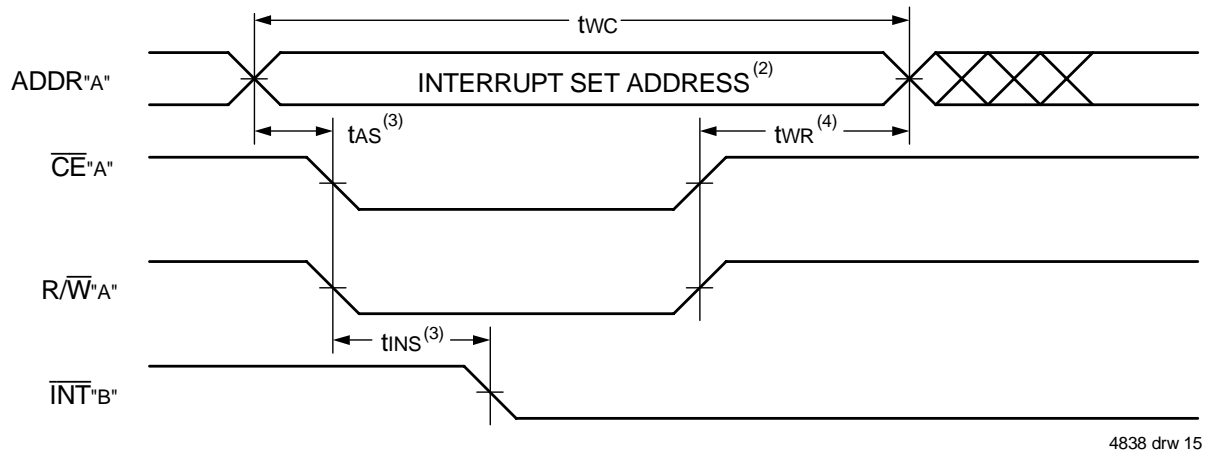 tWC
ADDR"A"
INTERRUPT SET ADDRESS(2)
tAS(3)
tWR(4)
CE"A"
R/W"A"
tINS(3)
INT"B"
4838 drw 15